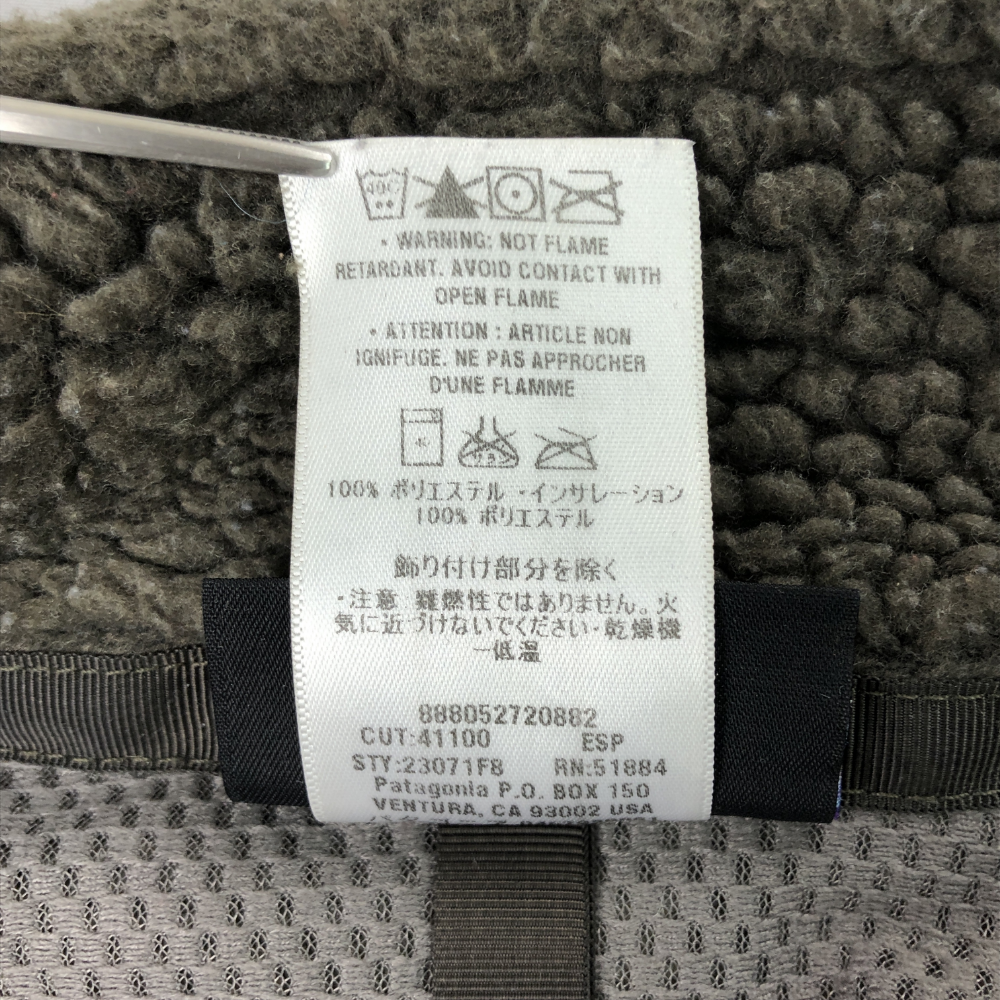 40C
• WARNING: NOT FLAME
RETARDANT. AVOID CONTACT WITH
OPEN FLAME
• ATTENTION : ARTICLE NON
IGNIFUGE. NE PAS APPROCHER
D'UNE FLAMME
サラシ
100% ポリエステル ・インサレーション
100% ポリエステル
飾り付け部分を除く
・注意 難燃性ではありません。火
気に近づけないでください・乾燥機
ー低温
888052720882
CUT:41100 ESP
STY:23071F8 RN:51884
Patagonia P.O. BOX 150
VENTURA, CA 93002 USA